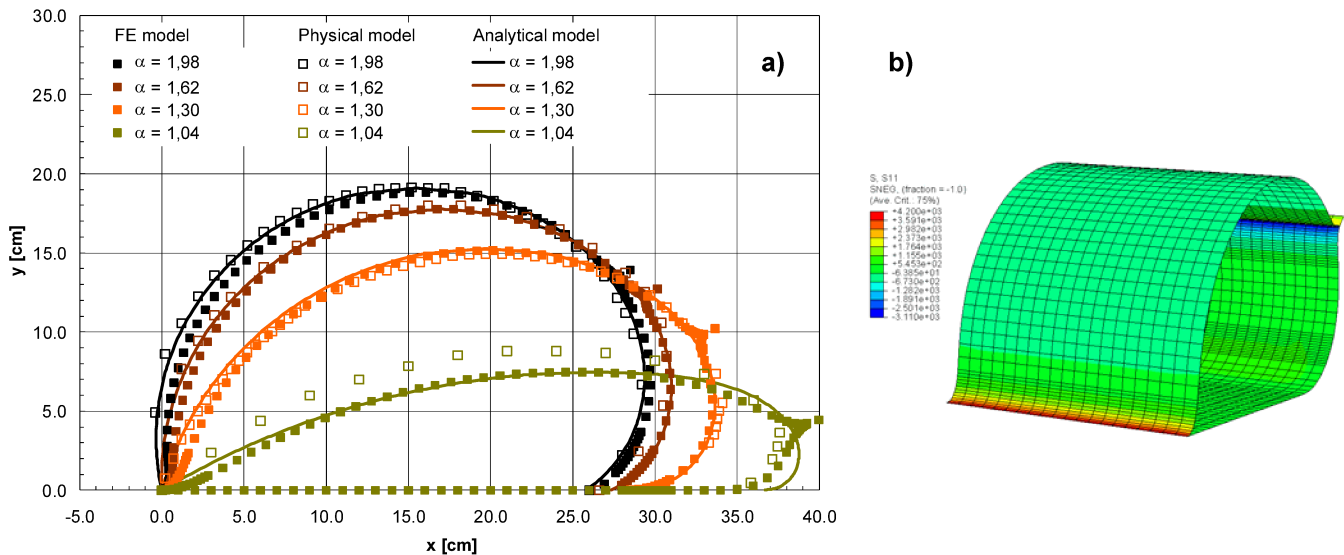 30.0
25.0
20.0
15.0
10.0
5.0
0.0
y [cm]
-5.0 0.0 5.0 10.0 15.0 20.0 25.0 30.0 35.0 40.0
x [cm]
FE model Physical model Analytical model
α = 1,98 α = 1,98 α = 1,98
α = 1,62 α = 1,62 α = 1,62
α = 1,30 α = 1,30 α = 1,30
α = 1,04 α = 1,04 α = 1,04
a)
b)
S, S11
SNEG, (fraction = -1.0)
(Ave. Crit.: 75%)
+4.200e+03
+3.591e+03
+2.982e+03
+2.373e+03
+1.764e+03
+1.155e+03
+5.453e+02
-6.385e+01
-6.730e+02
-1.282e+03
-1.891e+03
-2.501e+03
-3.110e+03